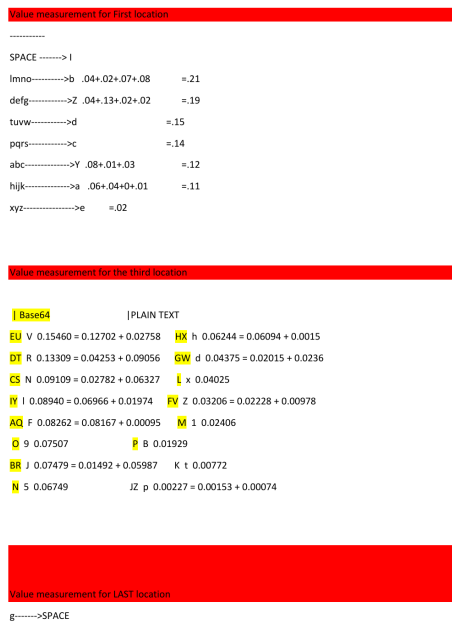 Value measurement for First location
-----------
SPACE -------> I
lmno---------->b .04+.02+.07+.08 =.21
defg------------>Z .04+.13+.02+.02 =.19
tuvw----------->d =.15
pqrs------------>c =.14
abc-------------->Y .08+.01+.03 =.12
hijk-------------->a .06+.04+0+.01 =.11
xyz---------------->e =.02
Value measurement for the third location
| Base64 |PLAIN TEXT
EU V 0.15460 = 0.12702 + 0.02758 HX h 0.06244 = 0.06094 + 0.0015
DT R 0.13309 = 0.04253 + 0.09056 GW d 0.04375 = 0.02015 + 0.0236
CS N 0.09109 = 0.02782 + 0.06327 L x 0.04025
IY l 0.08940 = 0.06966 + 0.01974 FV Z 0.03206 = 0.02228 + 0.00978
AQ F 0.08262 = 0.08167 + 0.00095 M 1 0.02406
O 9 0.07507 P B 0.01929
BR J 0.07479 = 0.01492 + 0.05987 K t 0.00772
N 5 0.06749 JZ p 0.00227 = 0.00153 + 0.00074
Value measurement for LAST location
g------->SPACE